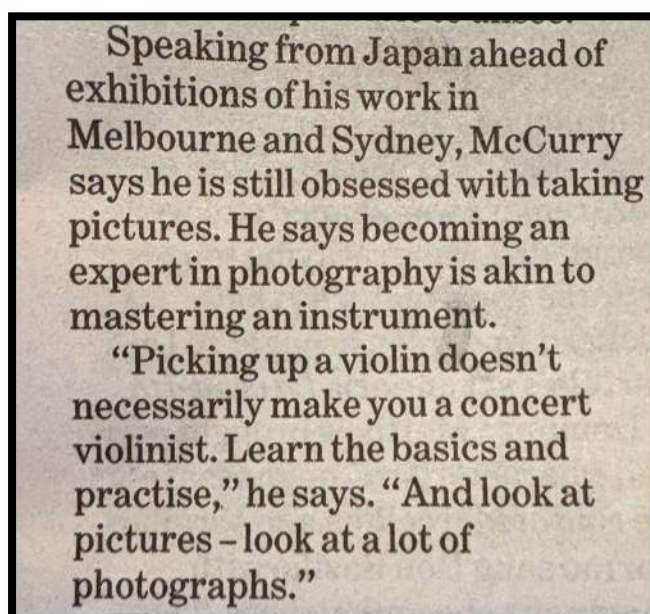 Speaking from Japan ahead of
exhibitions of his work in
Melbourne and Sydney, McCurry
says he is still obsessed with taking
pictures. He says becoming an
expert in photography is akin to
mastering an instrument.
“Picking up a violin doesn’t
necessarily make you a concert
violinist. Learn the basics and
practise,” he says. “And look at
pictures – look at a lot of
photographs.”